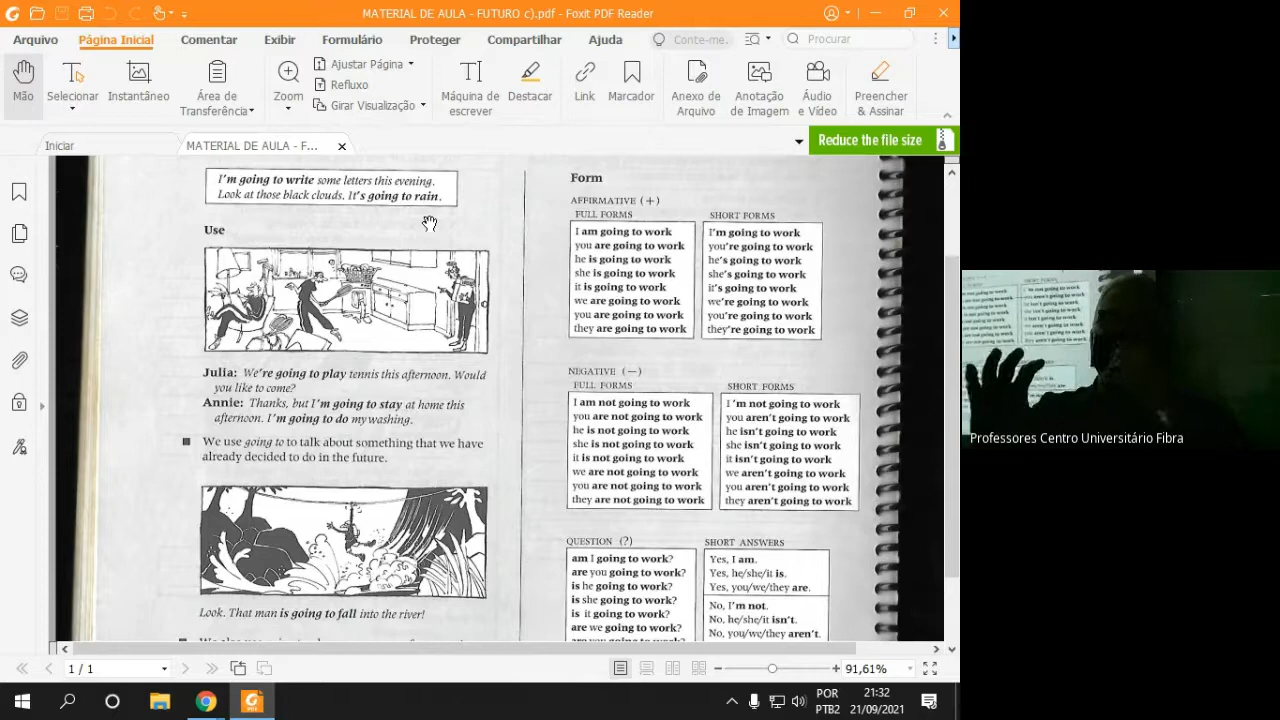 MATERIAL DE AULA - FUTURO c).pdf - Foxit PDF Reader
Arquivo Página Inicial Comentar Exibir Formulário Proteger Compartilhar Ajuda Conte-me. Procurar
Mão
Selecionar
Instantâneo
Área de
Transferência
Zoom
Ajustar Página
Refluxo
Girar Visualização
Máquina de
escrever
Destacar
Link
Marcador
Anexo de
Arquivo
Anotação
de Imagem
Áudio
e Vídeo
Preencher
& Assinar
Iniciar
MATERIAL DE AULA - F...
Reduce the file size
I'm going to write some letters this evening.
Look at those black clouds. It's going to rain.
Use
Julia: We're going to play tennis this afternoon. Would
you like to come?
Annie: Thanks, but I'm going to stay at home this
afternoon. I'm going to do my washing.
We use going to to talk about something that we have
already decided to do in the future.
Look. That man is going to fall into the river!
Form
AFFIRMATIVE (+)
FULL FORMS
I am going to work
you are going to work
he is going to work
she is going to work
it is going to work
we are going to work
you are going to work
they are going to work
SHORT FORMS
I'm going to work
you're going to work
he's going to work
she's going to work
it's going to work
we're going to work
you're going to work
they're going to work
NEGATIVE (—)
FULL FORMS
I am not going to work
you are not going to work
he is not going to work
she is not going to work
it is not going to work
we are not going to work
you are not going to work
they are not going to work
SHORT FORMS
I 'm not going to work
you aren't going to work
he isn't going to work
she isn't going to work
it isn't going to work
we aren't going to work
you aren't going to work
they aren't going to work
QUESTION (?)
am I going to work?
are you going to work?
is he going to work?
is she going to work?
is it going to work?
are we going to work?
SHORT ANSWERS
Yes, I am.
Yes, he/she/it is.
Yes, you/we/they are.
No, I'm not.
No, he/she/it isn't.
No, you/we/they aren't.
Professores Centro Universitário Fibra
1 / 1
91,61%
POR
PTB2
21:32
21/09/2021